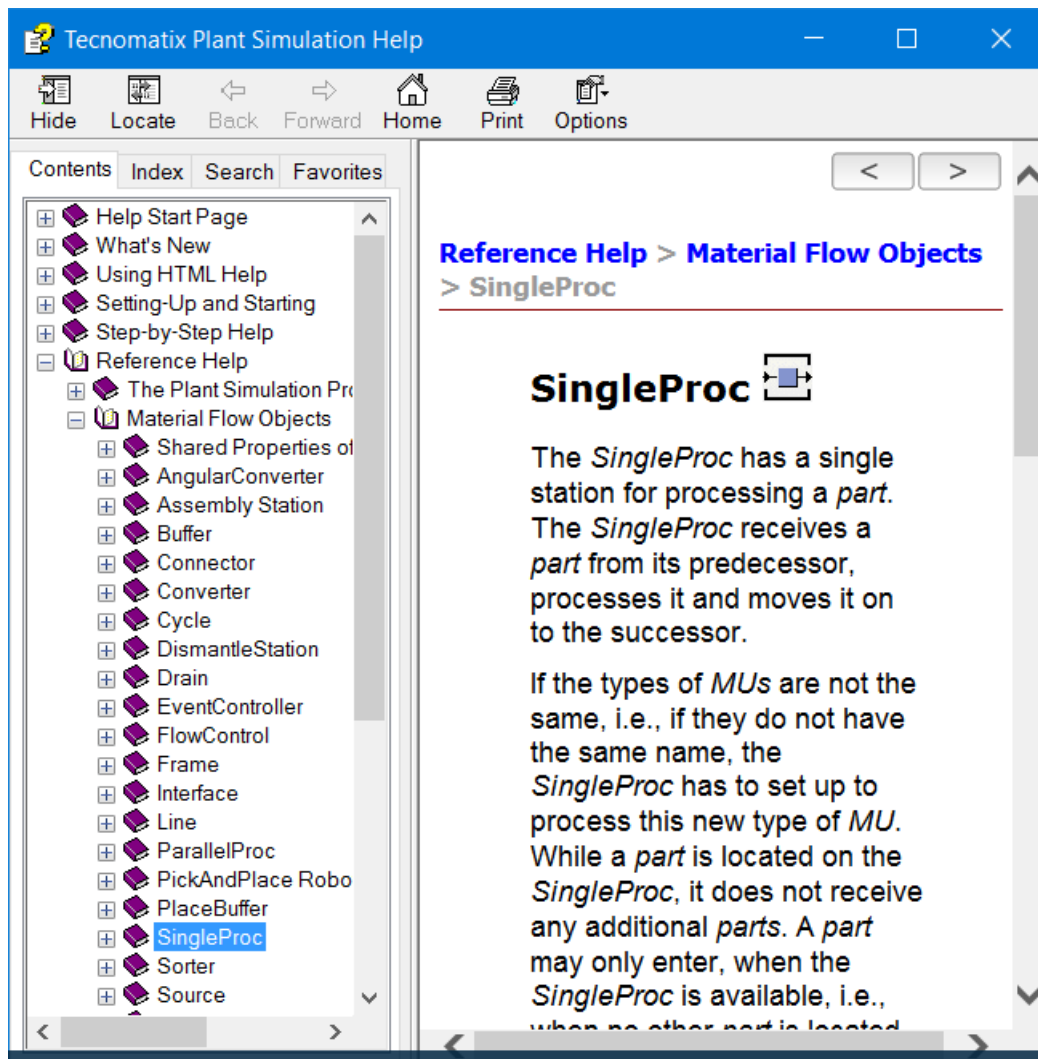 Tecnomatix Plant Simulation Help
Hide Locate Back Forward Home Print Options
Contents Index Search Favorites
Help Start Page
What's New
Using HTML Help
Setting-Up and Starting
Step-by-Step Help
Reference Help
The Plant Simulation Pro
Material Flow Objects
Shared Properties of
AngularConverter
Assembly Station
Buffer
Connector
Converter
Cycle
DismantleStation
Drain
EventController
FlowControl
Frame
Interface
Line
ParallelProc
PickAndPlace Robo
PlaceBuffer
SingleProc
Sorter
Source
< >
Reference Help > Material Flow Objects
> SingleProc
SingleProc
The SingleProc has a single
station for processing a part.
The SingleProc receives a
part from its predecessor,
processes it and moves it on
to the successor.
If the types of MUs are not the
same, i.e., if they do not have
the same name, the
SingleProc has to set up to
process this new type of MU.
While a part is located on the
SingleProc, it does not receive
any additional parts. A part
may only enter, when the
SingleProc is available, i.e.,
when no other part is located